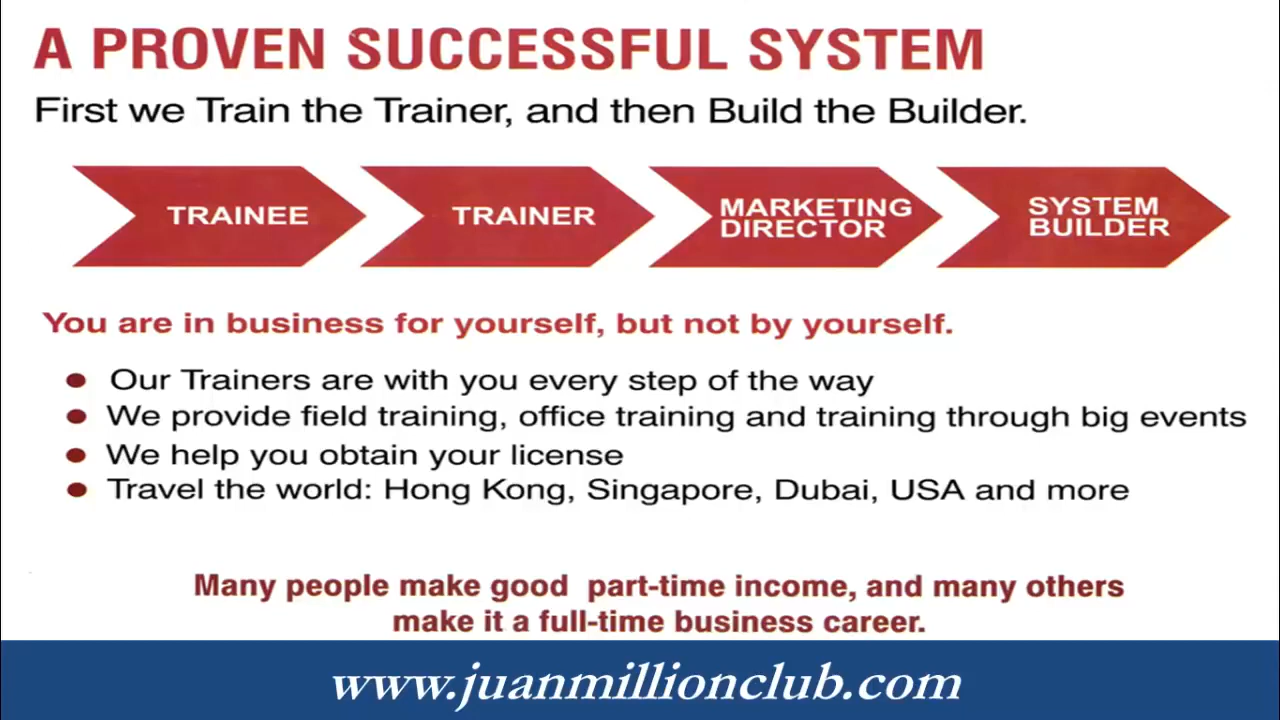 A PROVEN SUCCESSFUL SYSTEM
First we Train the Trainer, and then Build the Builder.
TRAINEE
TRAINER
MARKETING
DIRECTOR
SYSTEM
BUILDER
You are in business for yourself, but not by yourself.
Our Trainers are with you every step of the way
We provide field training, office training and training through big events
We help you obtain your license
Travel the world: Hong Kong, Singapore, Dubai, USA and more
Many people make good part-time income, and many others
make it a full-time business career.
www.juanmillionclub.com